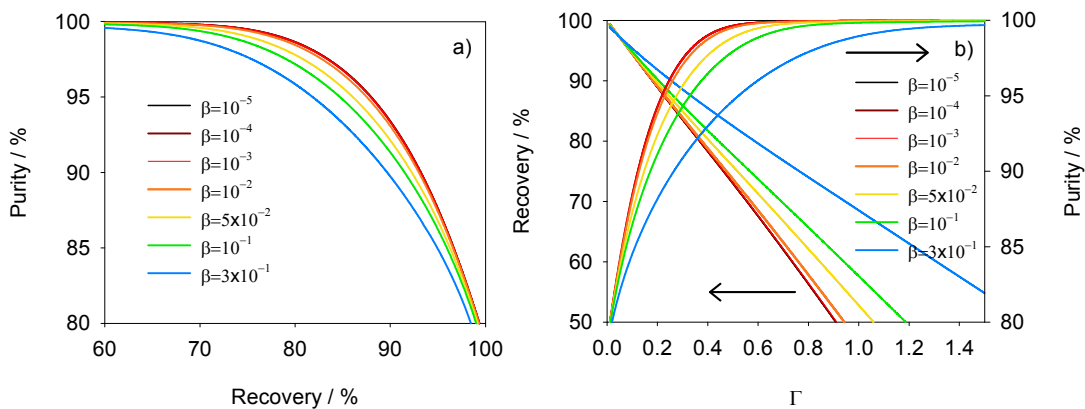 a)
100
95
90
85
80
Purity / %
β=10⁻⁵
β=10⁻⁴
β=10⁻³
β=10⁻²
β=5x10⁻²
β=10⁻¹
β=3x10⁻¹
60 70 80 90 100
Recovery / %
b)
100
90
80
70
60
50
Recovery / %
β=10⁻⁵
β=10⁻⁴
β=10⁻³
β=10⁻²
β=5x10⁻²
β=10⁻¹
β=3x10⁻¹
100
95
90
85
80
Purity / %
0.0 0.2 0.4 0.6 0.8 1.0 1.2 1.4
Γ